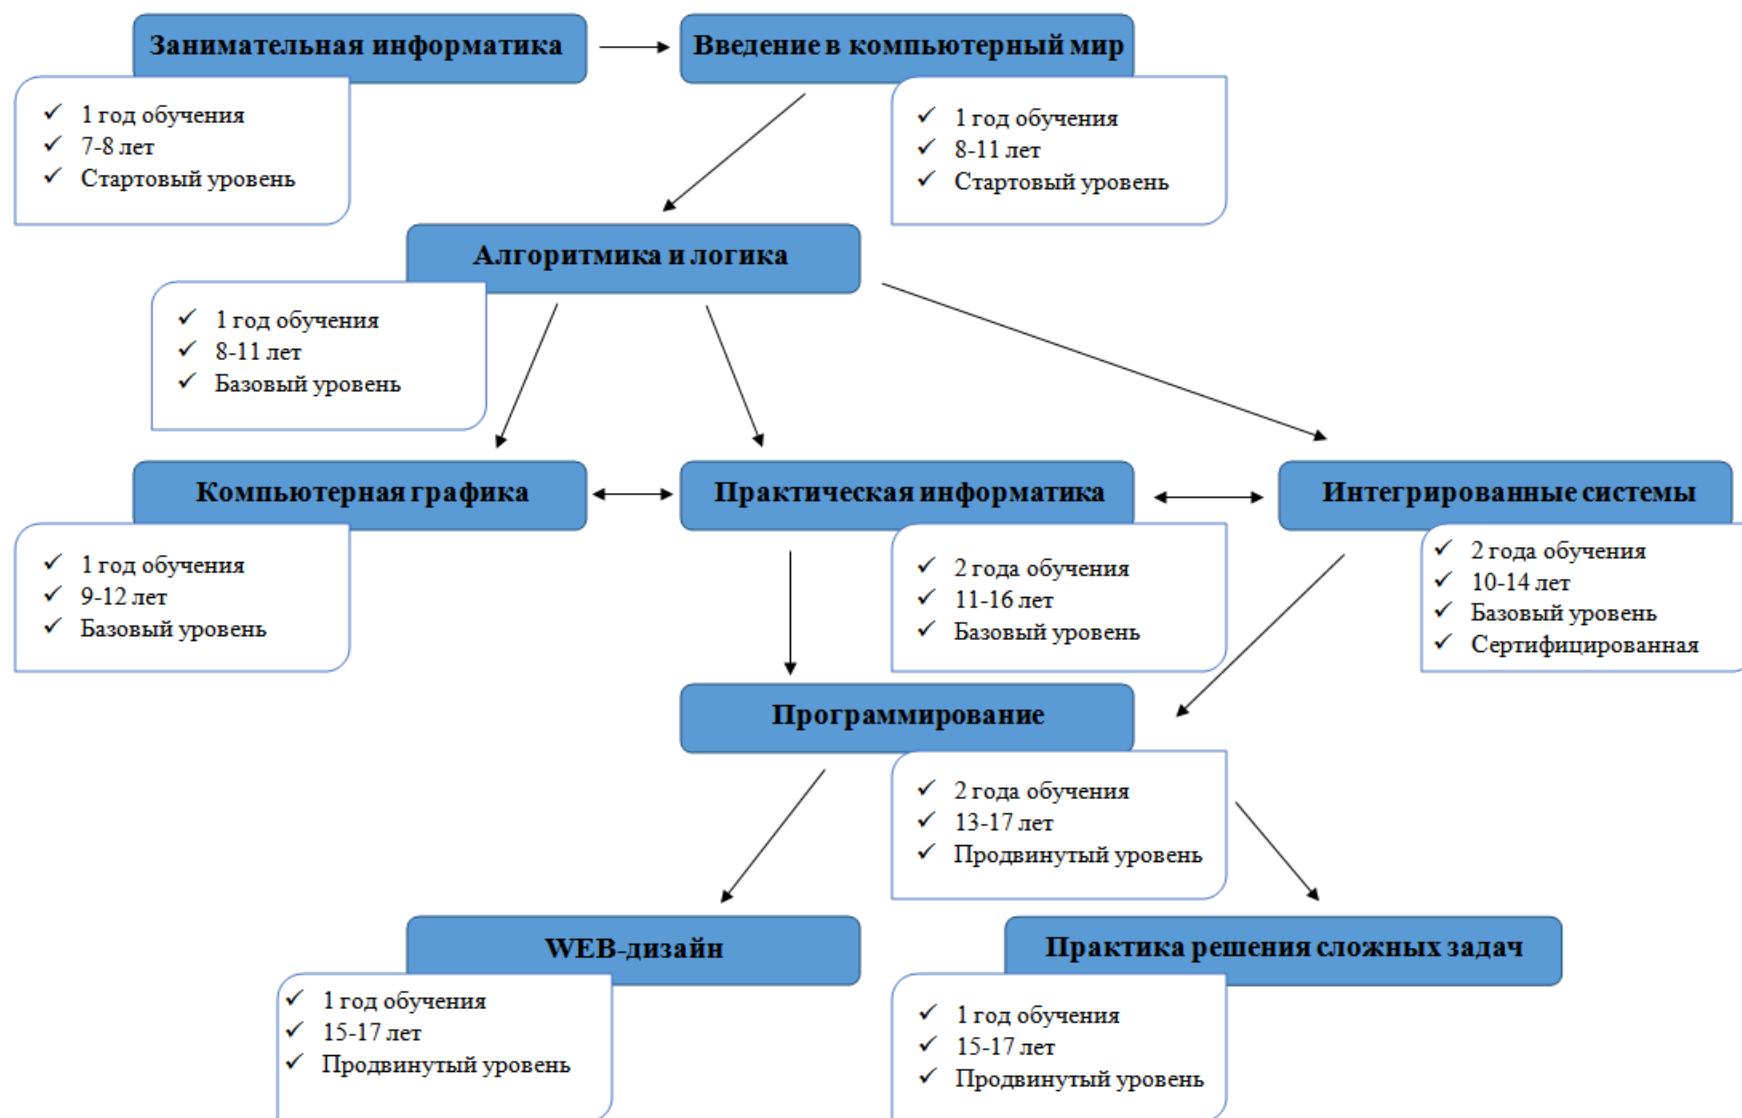 Занимательная информатика
Введение в компьютерный мир
1 год обучения
7-8 лет
Стартовый уровень
1 год обучения
8-11 лет
Стартовый уровень
Алгоритмика и логика
1 год обучения
8-11 лет
Базовый уровень
Компьютерная графика
Практическая информатика
Интегрированные системы
1 год обучения
9-12 лет
Базовый уровень
2 года обучения
11-16 лет
Базовый уровень
2 года обучения
10-14 лет
Базовый уровень
Сертифицированная
Программирование
2 года обучения
13-17 лет
Продвинутый уровень
WEB-дизайн
Практика решения сложных задач
1 год обучения
15-17 лет
Продвинутый уровень
1 год обучения
15-17 лет
Продвинутый уровень